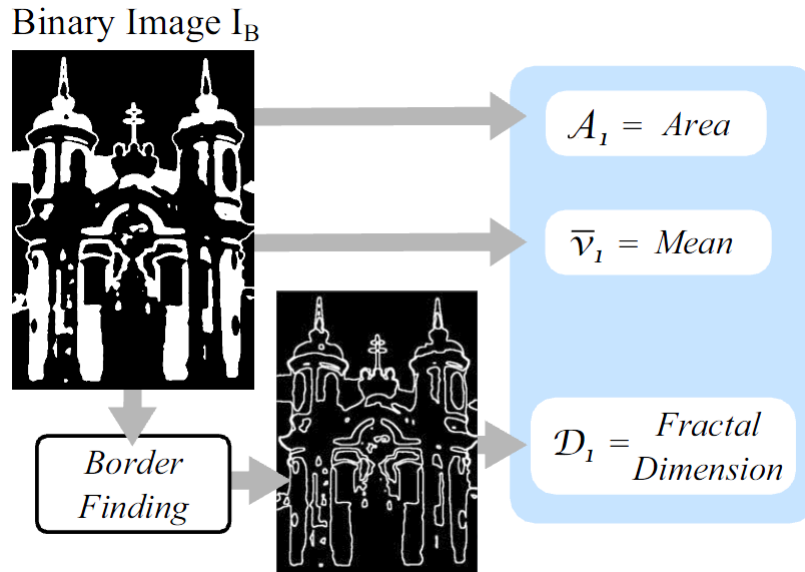 Binary Image I_B
𝒜₁ = Area
ν̅₁ = Mean
Border
Finding
𝒟₁ = Fractal
Dimension